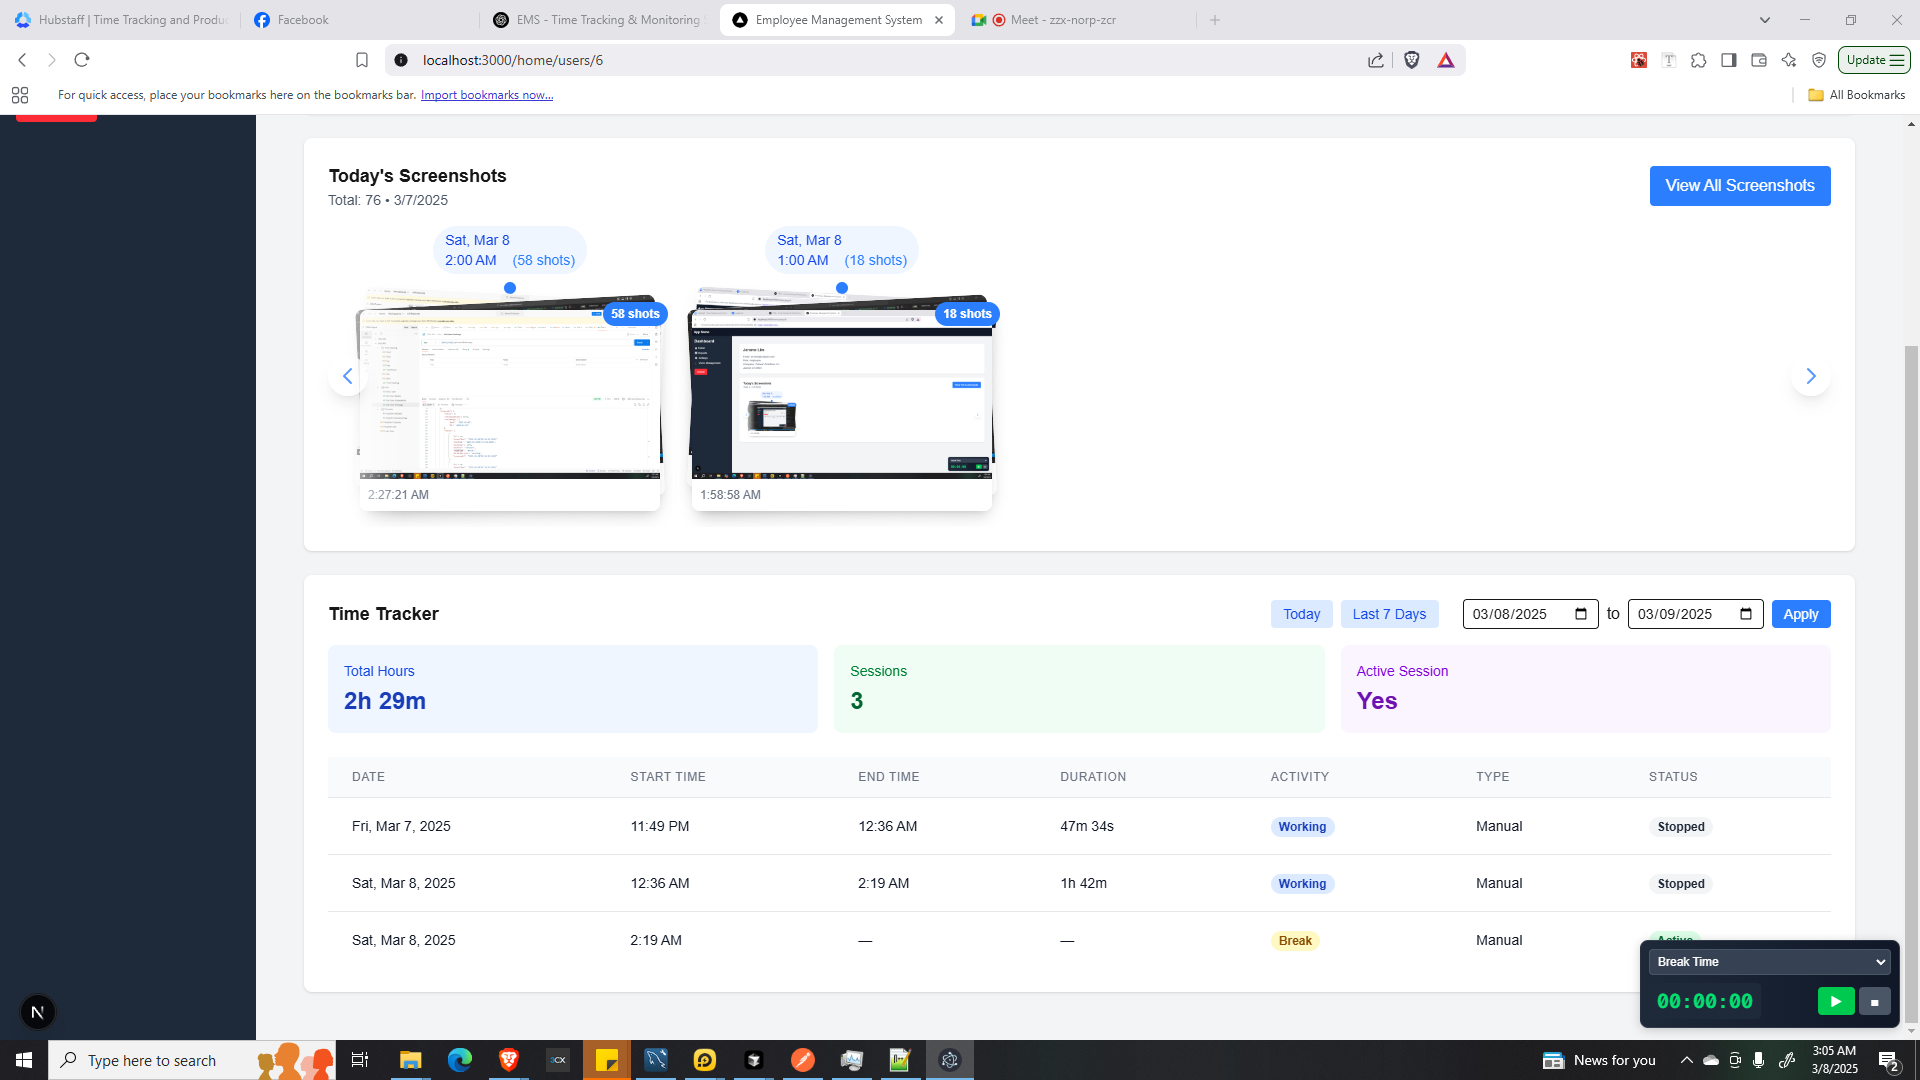 Hubstaff | Time Tracking and Produc
Facebook
EMS - Time Tracking & Monitoring S
Employee Management System
Meet - zzx-norp-zcr
localhost:3000/home/users/6
Update
For quick access, place your bookmarks here on the bookmarks bar. Import bookmarks now...
All Bookmarks
Today's Screenshots
Total: 76 • 3/7/2025
View All Screenshots
Sat, Mar 8
2:00 AM (58 shots)
58 shots
2:27:21 AM
Sat, Mar 8
1:00 AM (18 shots)
18 shots
1:58:58 AM
Time Tracker
Today
Last 7 Days
03/08/2025 to 03/09/2025
Apply
Total Hours
2h 29m
Sessions
3
Active Session
Yes
DATE START TIME END TIME DURATION ACTIVITY TYPE STATUS
Fri, Mar 7, 2025 11:49 PM 12:36 AM 47m 34s Working Manual Stopped
Sat, Mar 8, 2025 12:36 AM 2:19 AM 1h 42m Working Manual Stopped
Sat, Mar 8, 2025 2:19 AM — — Break Manual Active
Break Time
00:00:00
N
Type here to search
News for you
3:05 AM
3/8/2025
2